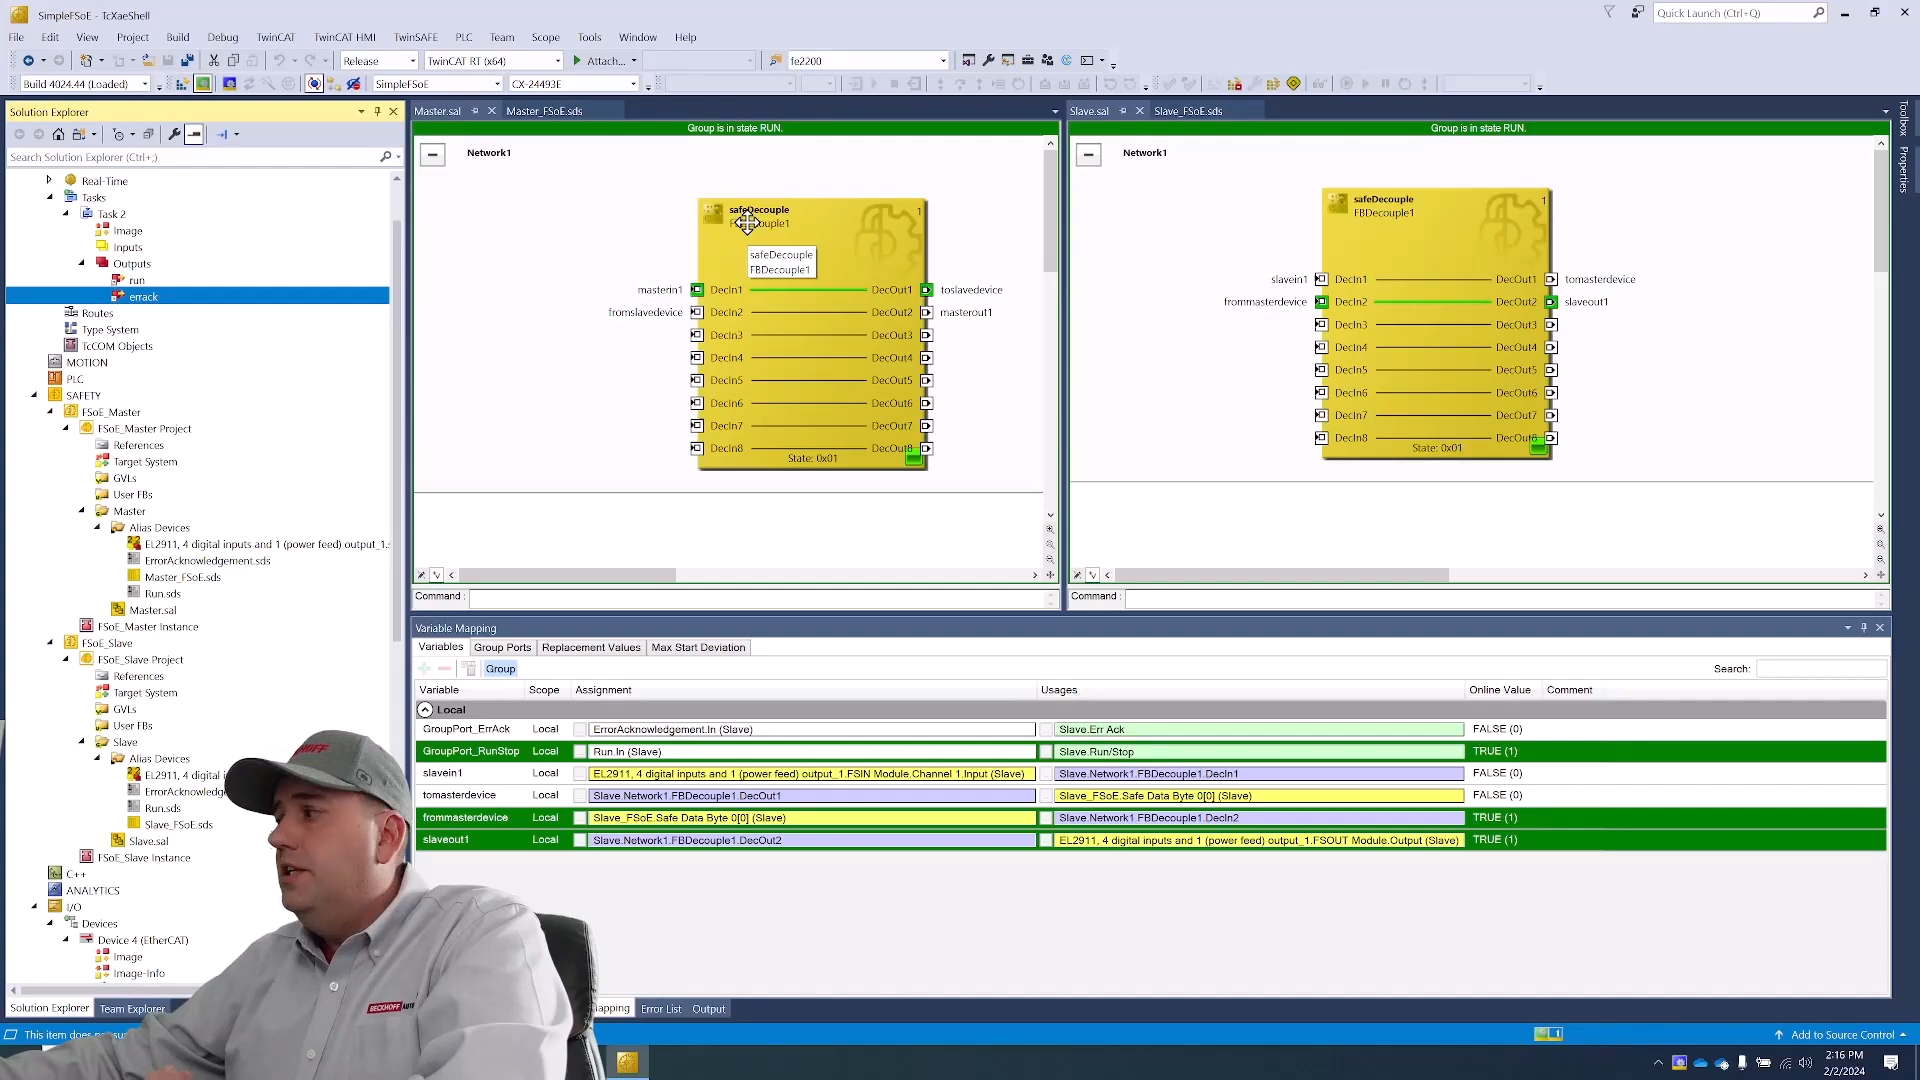 SimpleFSoE - TcXaeShell
Quick Launch (Ctrl+Q)
File Edit View Project Build Debug TwinCAT TwinCAT HMI TwinSAFE PLC Team Scope Tools Window Help
Release TwinCAT RT (x64) Attach... fe2200
Build 4024.44 (Loaded) SimpleFSoE CX-24493E
Solution Explorer
Search Solution Explorer (Ctrl+;)
Real-Time
Tasks
Task 2
Image
Inputs
Outputs
run
errack
Routes
Type System
TcCOM Objects
MOTION
PLC
SAFETY
FSoE_Master
FSoE_Master Project
References
Target System
GVLs
User FBs
Master
Alias Devices
EL2911, 4 digital inputs and 1 (power feed) output_1.s
ErrorAcknowledgement.sds
Master_FSoE.sds
Run.sds
Master.sal
FSoE_Master Instance
FSoE_Slave
FSoE_Slave Project
References
Target System
GVLs
User FBs
Slave
Alias Devices
EL2911, 4 digital
ErrorAcknowledge
Run.sds
Slave_FSoE.sds
Slave.sal
FSoE_Slave Instance
C++
ANALYTICS
I/O
Devices
Device 4 (EtherCAT)
Image
Image-Info
Solution Explorer Team Explorer
Master.sal Master_FSoE.sds
Group is in state RUN.
Network1
safeDecouple
1
safeDecouple
FBDecouple1
masterin1 DecIn1 DecOut1 toslavedevice
fromslavedevice DecIn2 DecOut2 masterout1
DecIn3 DecOut3
DecIn4 DecOut4
DecIn5 DecOut5
DecIn6 DecOut6
DecIn7 DecOut7
DecIn8 DecOut8
State: 0x01
Command :
Slave.sal Slave_FSoE.sds
Group is in state RUN.
Network1
safeDecouple
1
FBDecouple1
slavein1 DecIn1 DecOut1 tomasterdevice
frommasterdevice DecIn2 DecOut2 slaveout1
DecIn3 DecOut3
DecIn4 DecOut4
DecIn5 DecOut5
DecIn6 DecOut6
DecIn7 DecOut7
DecIn8 DecOut8
State: 0x01
Command :
Toolbox
Properties
Variable Mapping
Variables Group Ports Replacement Values Max Start Deviation
Group Search:
Variable Scope Assignment Usages Online Value Comment
Local
GroupPort_ErrAck Local ErrorAcknowledgement.In (Slave) Slave.Err Ack FALSE (0)
GroupPort_RunStop Local Run.In (Slave) Slave.Run/Stop TRUE (1)
slavein1 Local EL2911, 4 digital inputs and 1 (power feed) output_1.FSIN Module.Channel 1.Input (Slave) Slave.Network1.FBDecouple1.DecIn1 FALSE (0)
tomasterdevice Local Slave.Network1.FBDecouple1.DecOut1 Slave_FSoE.Safe Data Byte 0[0] (Slave) FALSE (0)
frommasterdevice Local Slave_FSoE.Safe Data Byte 0[0] (Slave) Slave.Network1.FBDecouple1.DecIn2 TRUE (1)
slaveout1 Local Slave.Network1.FBDecouple1.DecOut2 EL2911, 4 digital inputs and 1 (power feed) output_1.FSOUT Module.Output (Slave) TRUE (1)
apping Error List Output
This item does
Add to Source Control
1
BECKHOFF
2:16 PM
2/2/2024